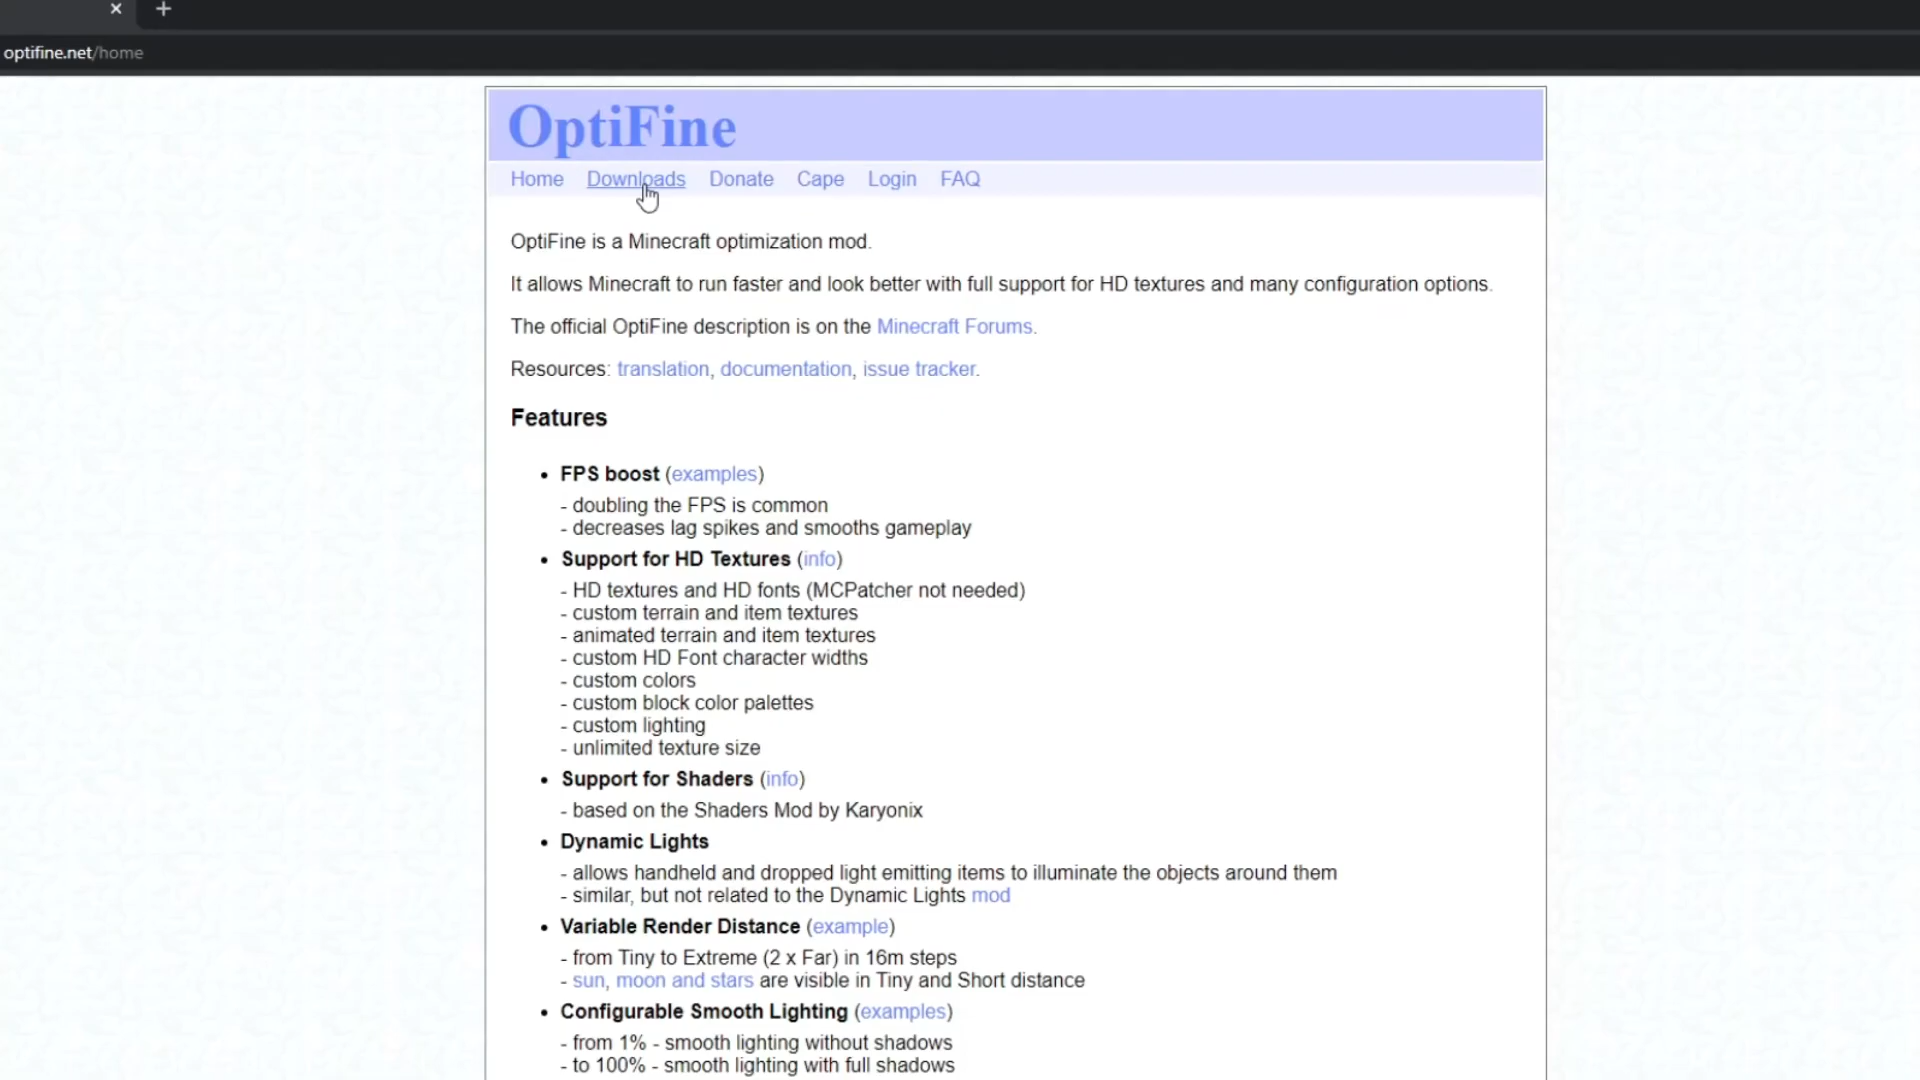 optifine.net/home
OptiFine
Home Downloads Donate Cape Login FAQ
OptiFine is a Minecraft optimization mod.
It allows Minecraft to run faster and look better with full support for HD textures and many configuration options.
The official OptiFine description is on the Minecraft Forums.
Resources: translation, documentation, issue tracker.
Features
• FPS boost (examples)
- doubling the FPS is common
- decreases lag spikes and smooths gameplay
• Support for HD Textures (info)
- HD textures and HD fonts (MCPatcher not needed)
- custom terrain and item textures
- animated terrain and item textures
- custom HD Font character widths
- custom colors
- custom block color palettes
- custom lighting
- unlimited texture size
• Support for Shaders (info)
- based on the Shaders Mod by Karyonix
• Dynamic Lights
- allows handheld and dropped light emitting items to illuminate the objects around them
- similar, but not related to the Dynamic Lights mod
• Variable Render Distance (example)
- from Tiny to Extreme (2 x Far) in 16m steps
- sun, moon and stars are visible in Tiny and Short distance
• Configurable Smooth Lighting (examples)
- from 1% - smooth lighting without shadows
- to 100% - smooth lighting with full shadows